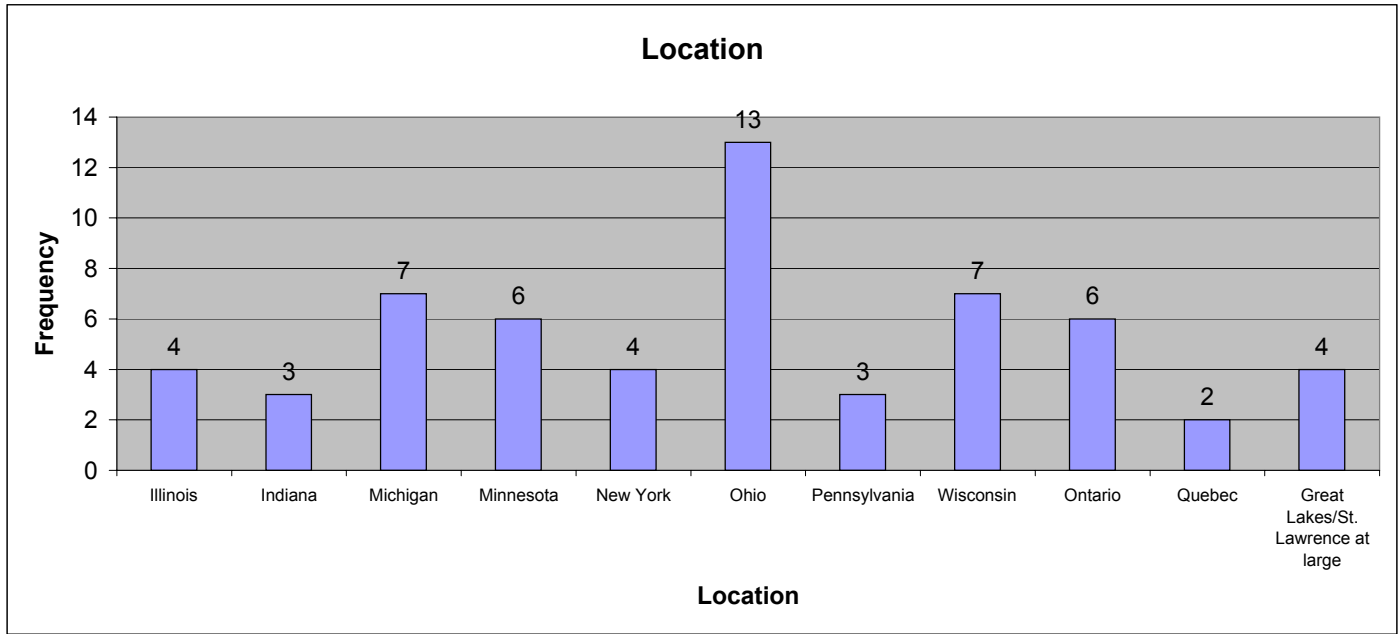 Location
14
12
10
8
6
4
2
0
Frequency
4
3
7
6
4
13
3
7
6
2
4
Illinois
Indiana
Michigan
Minnesota
New York
Ohio
Pennsylvania
Wisconsin
Ontario
Quebec
Great
Lakes/St.
Lawrence at
large
Location